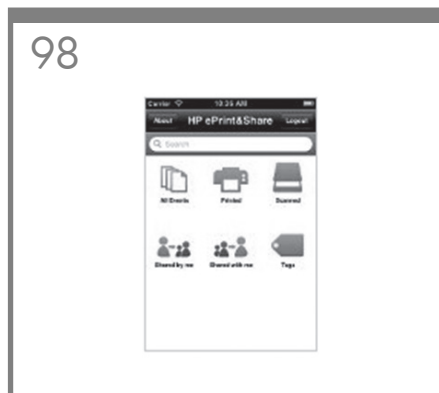 98
Carrier 10:36 AM
About HP ePrint&Share Logout
Search
All Events Printed Scanned
Shared by me Shared with me Tags